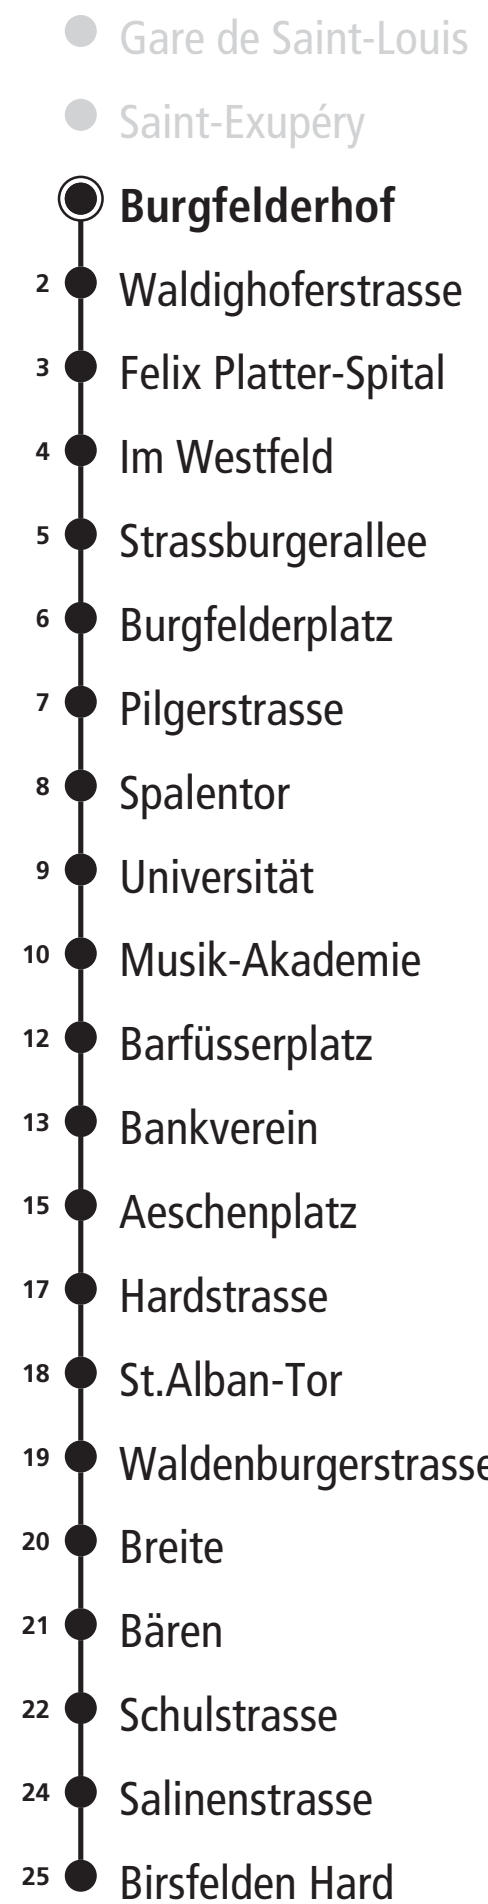 Gare de Saint-Louis
Saint-Exupéry
Burgfelderhof
2 Waldighoferstrasse
3 Felix Platter-Spital
4 Im Westfeld
5 Strassburgerallee
6 Burgfelderplatz
7 Pilgerstrasse
8 Spalentor
9 Universität
10 Musik-Akademie
12 Barfüsserplatz
13 Bankverein
15 Aeschenplatz
17 Hardstrasse
18 St.Alban-Tor
19 Waldenburgerstrasse
20 Breite
21 Bären
22 Schulstrasse
24 Salinenstrasse
25 Birsfelden Hard